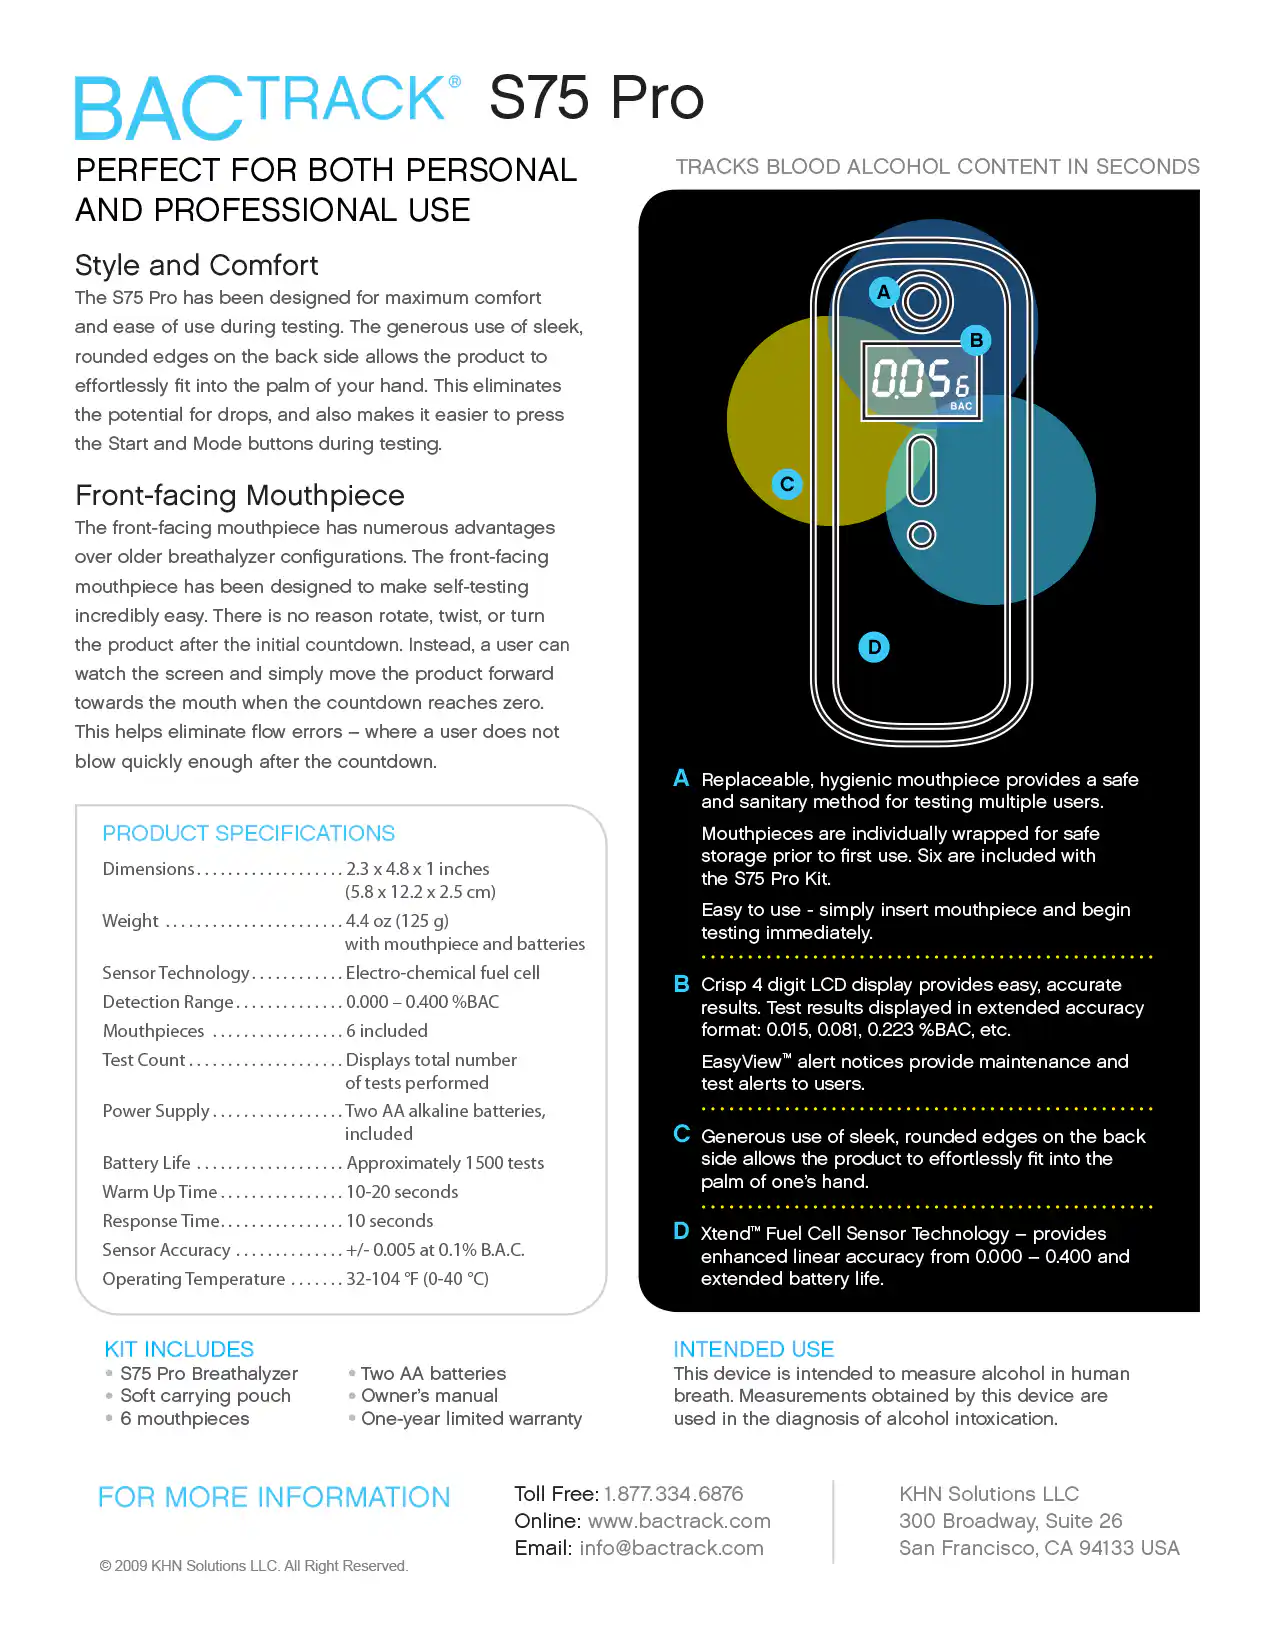 BACTRACK® S75 Pro
PERFECT FOR BOTH PERSONAL
AND PROFESSIONAL USE
Style and Comfort
The S75 Pro has been designed for maximum comfort
and ease of use during testing. The generous use of sleek,
rounded edges on the back side allows the product to
effortlessly fit into the palm of your hand. This eliminates
the potential for drops, and also makes it easier to press
the Start and Mode buttons during testing.
Front-facing Mouthpiece
The front-facing mouthpiece has numerous advantages
over older breathalyzer configurations. The front-facing
mouthpiece has been designed to make self-testing
incredibly easy. There is no reason rotate, twist, or turn
the product after the initial countdown. Instead, a user can
watch the screen and simply move the product forward
towards the mouth when the countdown reaches zero.
This helps eliminate flow errors – where a user does not
blow quickly enough after the countdown.
PRODUCT SPECIFICATIONS
Dimensions . . . . . . . . . . . . . . . . . . . 2.3 x 4.8 x 1 inches
(5.8 x 12.2 x 2.5 cm)
Weight . . . . . . . . . . . . . . . . . . . . . . . 4.4 oz (125 g)
with mouthpiece and batteries
Sensor Technology . . . . . . . . . . . . Electro-chemical fuel cell
Detection Range . . . . . . . . . . . . . . 0.000 – 0.400 %BAC
Mouthpieces . . . . . . . . . . . . . . . . . 6 included
Test Count . . . . . . . . . . . . . . . . . . . . Displays total number
of tests performed
Power Supply . . . . . . . . . . . . . . . . . Two AA alkaline batteries,
included
Battery Life . . . . . . . . . . . . . . . . . . . Approximately 1500 tests
Warm Up Time . . . . . . . . . . . . . . . . 10-20 seconds
Response Time . . . . . . . . . . . . . . . . 10 seconds
Sensor Accuracy . . . . . . . . . . . . . . +/- 0.005 at 0.1% B.A.C.
Operating Temperature . . . . . . . 32-104 °F (0-40 °C)
TRACKS BLOOD ALCOHOL CONTENT IN SECONDS
A
B
0.056
BAC
C
D
A Replaceable, hygienic mouthpiece provides a safe
and sanitary method for testing multiple users.
Mouthpieces are individually wrapped for safe
storage prior to first use. Six are included with
the S75 Pro Kit.
Easy to use - simply insert mouthpiece and begin
testing immediately.
B Crisp 4 digit LCD display provides easy, accurate
results. Test results displayed in extended accuracy
format: 0.015, 0.081, 0.223 %BAC, etc.
EasyView™ alert notices provide maintenance and
test alerts to users.
C Generous use of sleek, rounded edges on the back
side allows the product to effortlessly fit into the
palm of one's hand.
D Xtend™ Fuel Cell Sensor Technology – provides
enhanced linear accuracy from 0.000 – 0.400 and
extended battery life.
KIT INCLUDES
• S75 Pro Breathalyzer
• Soft carrying pouch
• 6 mouthpieces
• Two AA batteries
• Owner's manual
• One-year limited warranty
INTENDED USE
This device is intended to measure alcohol in human
breath. Measurements obtained by this device are
used in the diagnosis of alcohol intoxication.
FOR MORE INFORMATION
© 2009 KHN Solutions LLC. All Right Reserved.
Toll Free: 1.877.334.6876
Online: www.bactrack.com
Email: info@bactrack.com
KHN Solutions LLC
300 Broadway, Suite 26
San Francisco, CA 94133 USA